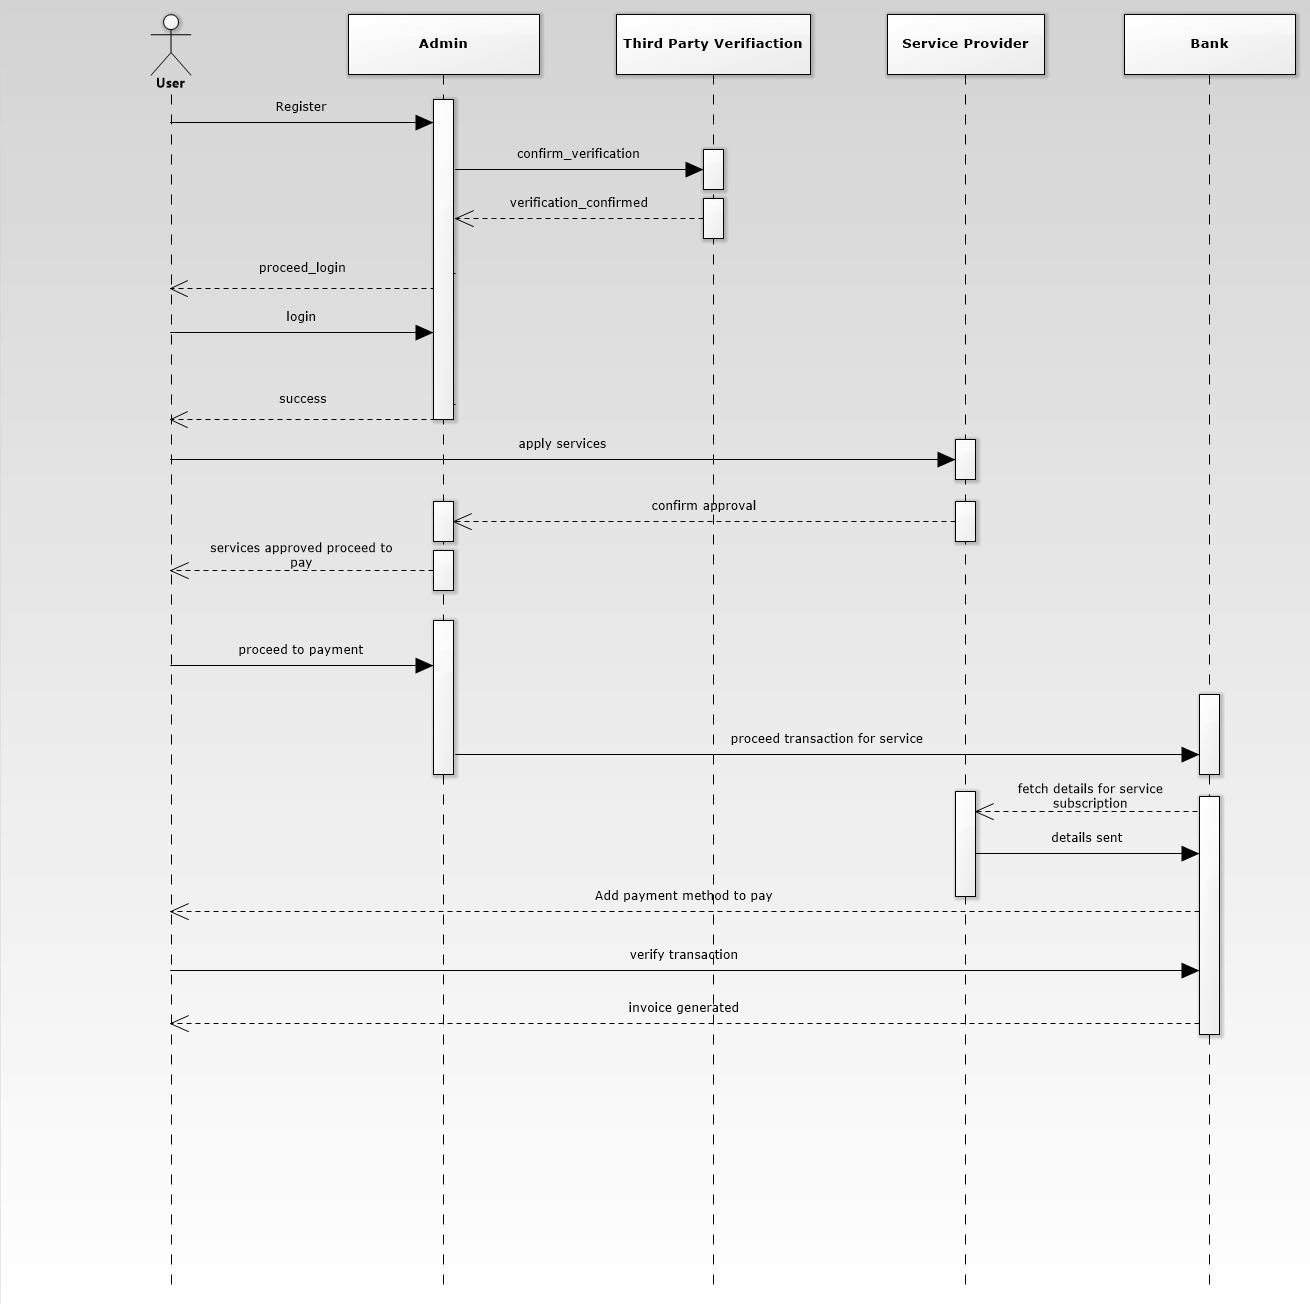 User
Admin
Third Party Verifiaction
Service Provider
Bank
Register
confirm_verification
verification_confirmed
proceed_login
login
success
apply services
confirm approval
services approved proceed to
pay
proceed to payment
proceed transaction for service
fetch details for service
subscription
details sent
Add payment method to pay
verify transaction
invoice generated